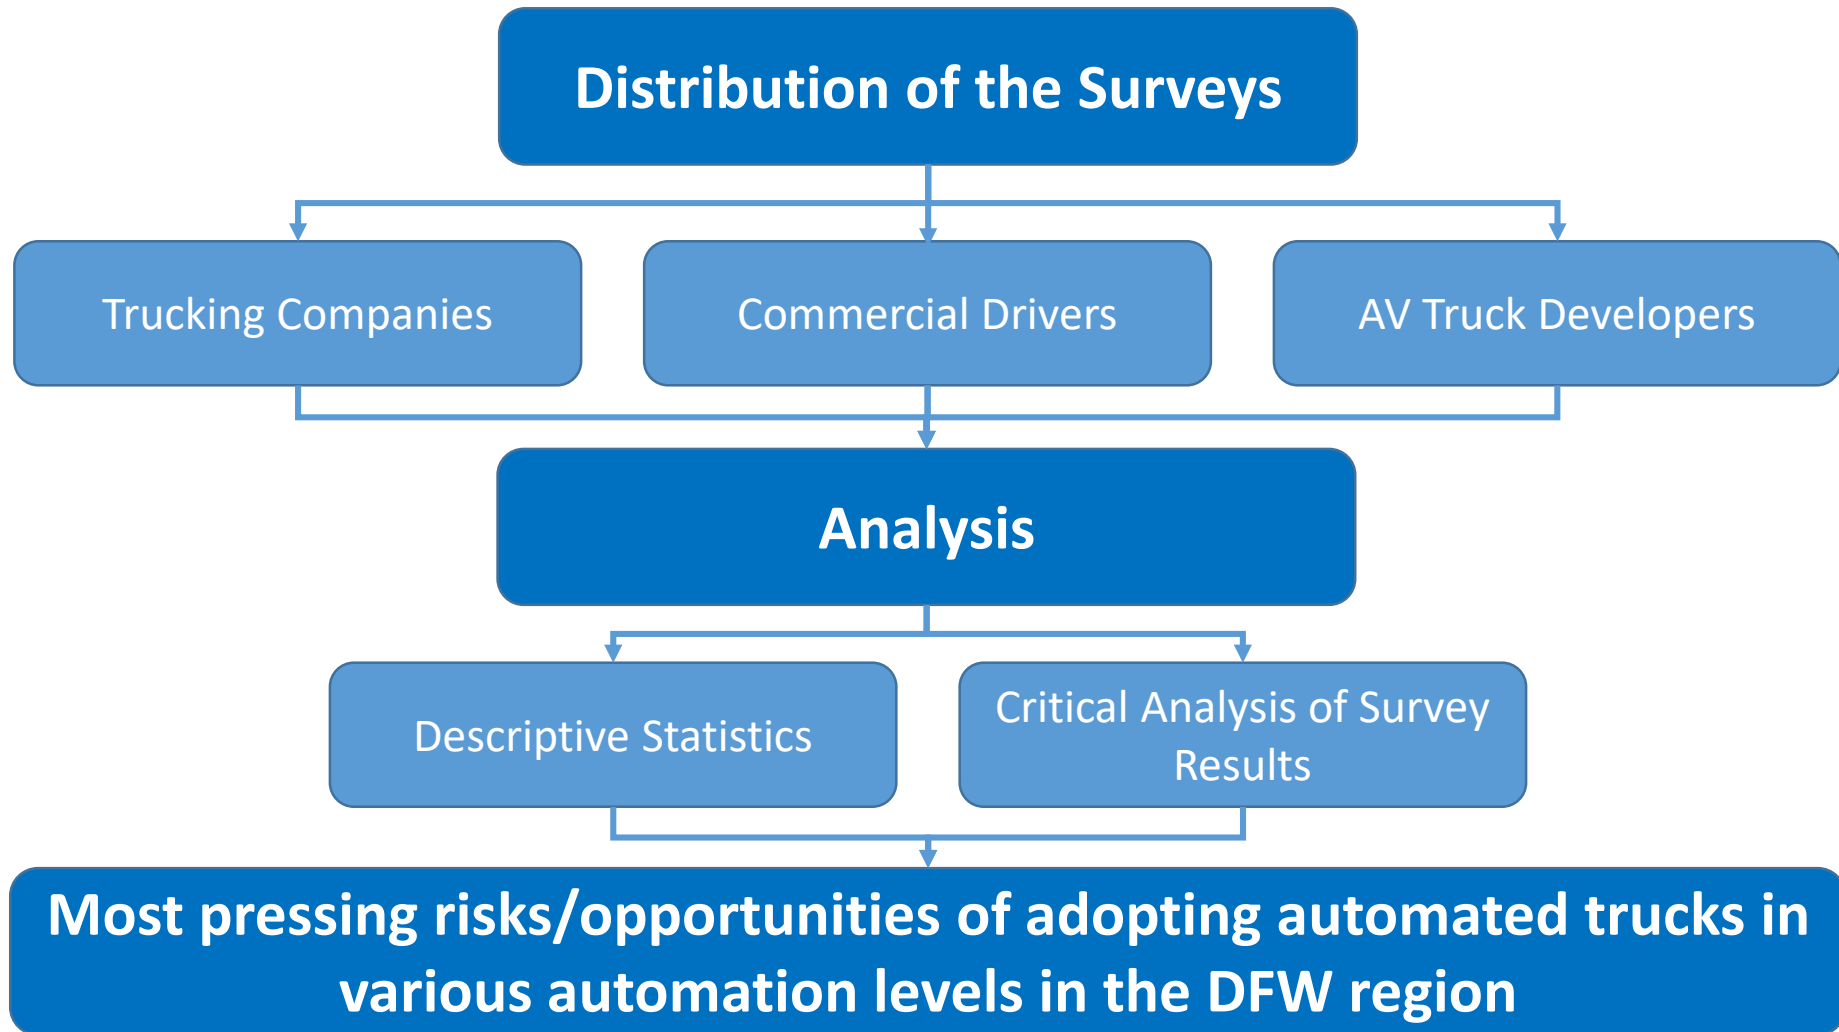 Distribution of the Surveys
Trucking Companies
Commercial Drivers
AV Truck Developers
Analysis
Descriptive Statistics
Critical Analysis of Survey
Results
Most pressing risks/opportunities of adopting automated trucks in
various automation levels in the DFW region